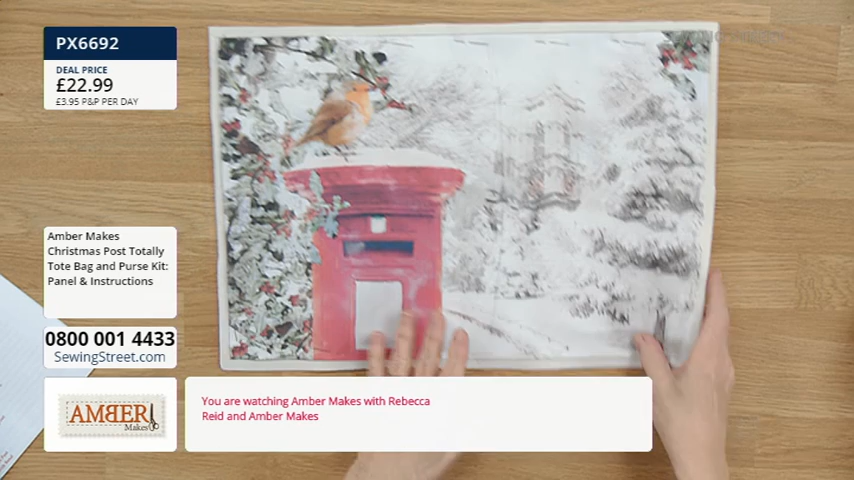 PX6692
DEAL PRICE
£22.99
£3.95 P&P PER DAY
Amber Makes
Christmas Post Totally
Tote Bag and Purse Kit:
Panel & Instructions
0800 001 4433
SewingStreet.com
AMBER
Makes
You are watching Amber Makes with Rebecca
Reid and Amber Makes